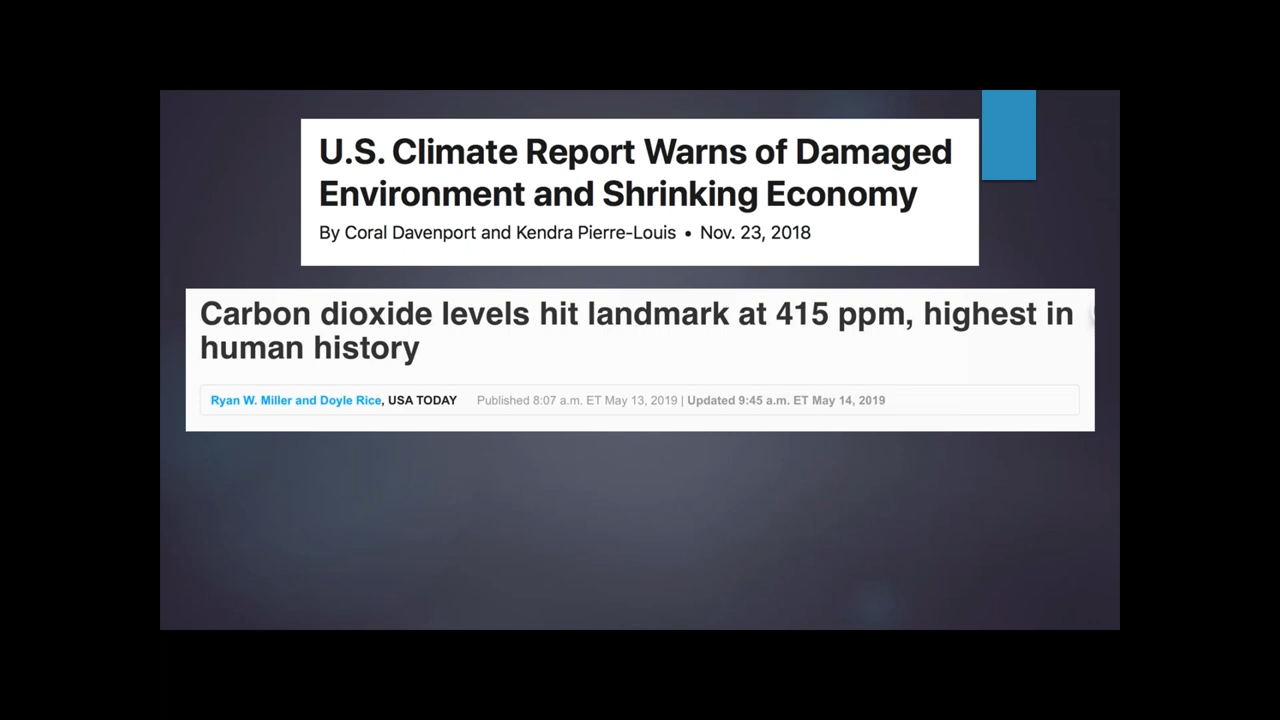 U.S. Climate Report Warns of Damaged
Environment and Shrinking Economy
By Coral Davenport and Kendra Pierre-Louis • Nov. 23, 2018
Carbon dioxide levels hit landmark at 415 ppm, highest in
human history
Ryan W. Miller and Doyle Rice, USA TODAY Published 8:07 a.m. ET May 13, 2019 | Updated 9:45 a.m. ET May 14, 2019